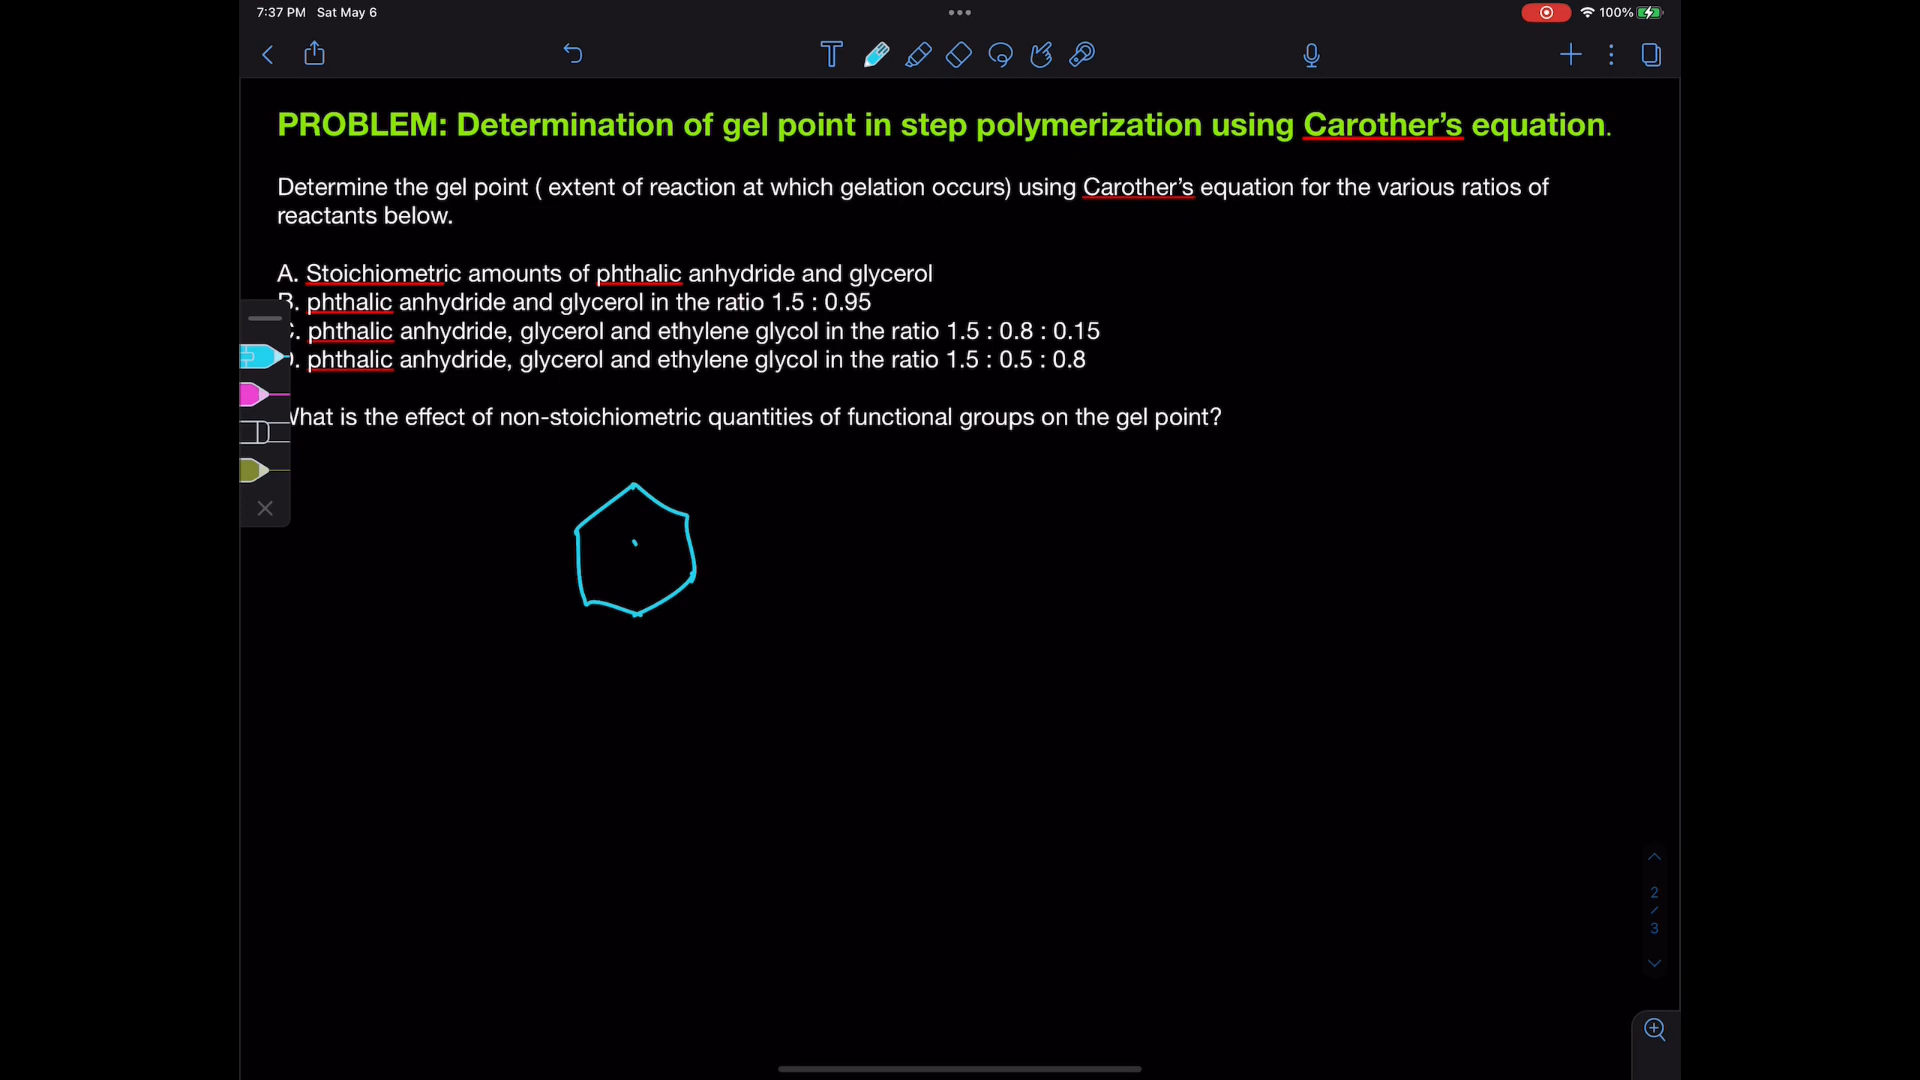 7:37 PM Sat May 6
100%
PROBLEM: Determination of gel point in step polymerization using Carother's equation.
Determine the gel point ( extent of reaction at which gelation occurs) using Carother's equation for the various ratios of
reactants below.
A. Stoichiometric amounts of phthalic anhydride and glycerol
B. phthalic anhydride and glycerol in the ratio 1.5 : 0.95
. phthalic anhydride, glycerol and ethylene glycol in the ratio 1.5 : 0.8 : 0.15
. phthalic anhydride, glycerol and ethylene glycol in the ratio 1.5 : 0.5 : 0.8
What is the effect of non-stoichiometric quantities of functional groups on the gel point?
2
/
3